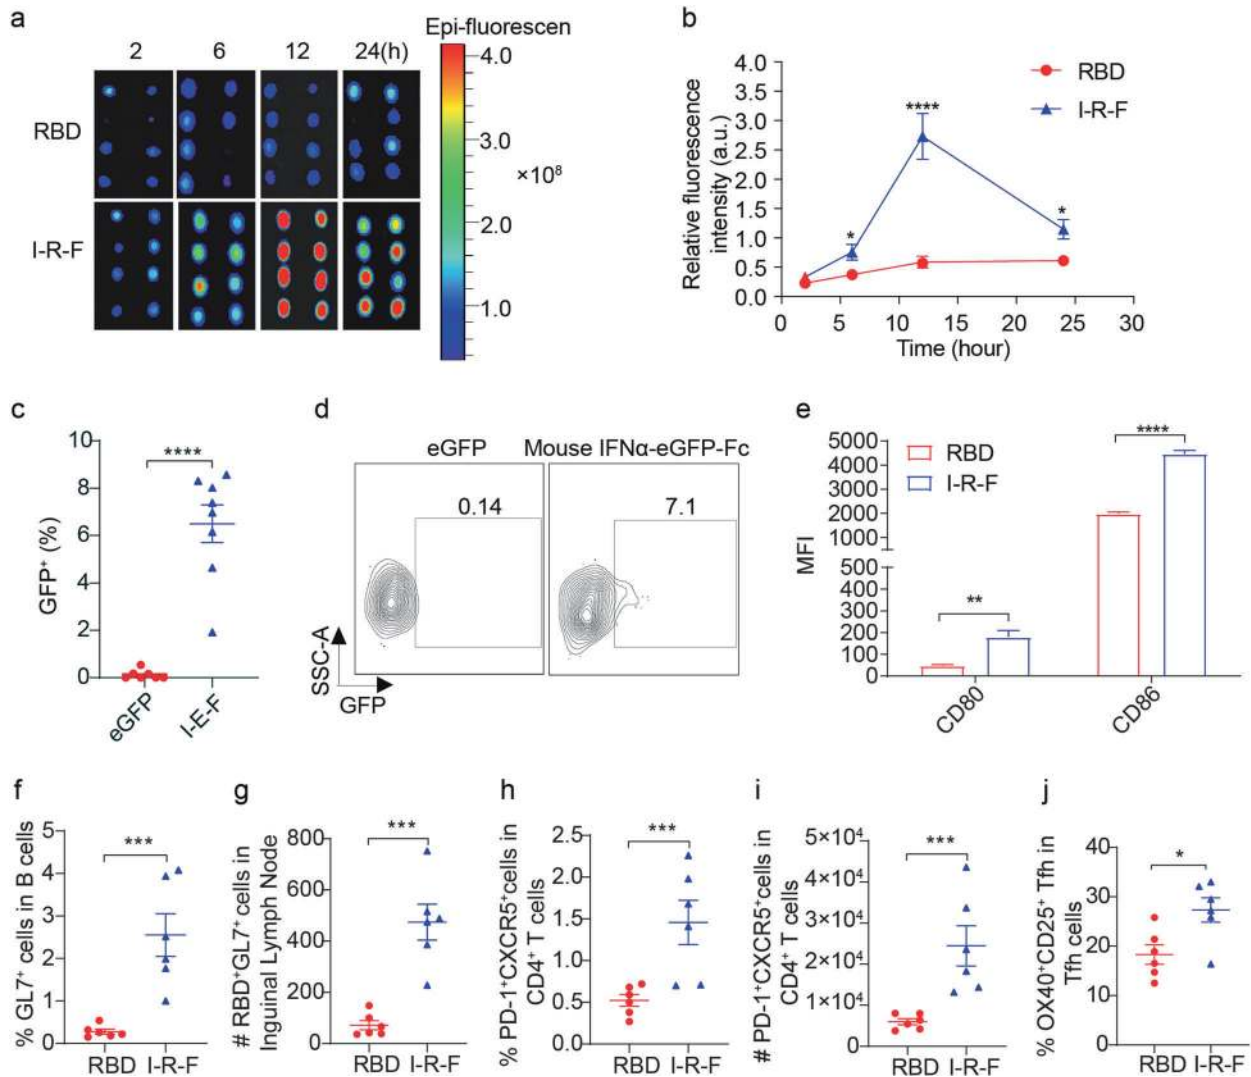 a
2 6 12 24(h)
Epi-fluorescen
RBD
I-R-F
4.0
3.0
×10⁸
2.0
1.0
b
Relative fluorescence
intensity (a.u.)
4.0
3.5
3.0
2.5
2.0
1.5
1.0
0.5
0.0
****
*
*
RBD
I-R-F
0 5 10 15 20 25 30
Time (hour)
c
GFP⁺ (%)
10
8
6
4
2
0
****
eGFP I-E-F
d
eGFP Mouse IFNα-eGFP-Fc
0.14 7.1
SSC-A
GFP
e
MFI
5000
4000
3000
2000
1000
500
400
300
200
100
0
RBD
I-R-F
**
****
CD80 CD86
f
% GL7⁺ cells in B cells
5
4
3
2
1
0
***
RBD I-R-F
g
# RBD⁺GL7⁺ cells in
Inguinal Lymph Node
800
600
400
200
0
***
RBD I-R-F
h
% PD-1⁺CXCR5⁺cells in
CD4⁺ T cells
2.5
2.0
1.5
1.0
0.5
0.0
***
RBD I-R-F
i
# PD-1⁺CXCR5⁺cells in
CD4⁺ T cells
5×10⁴
4×10⁴
3×10⁴
2×10⁴
1×10⁴
0
***
RBD I-R-F
j
% OX40⁺CD25⁺ Tfh in
Tfh cells
40
30
20
10
0
*
RBD I-R-F